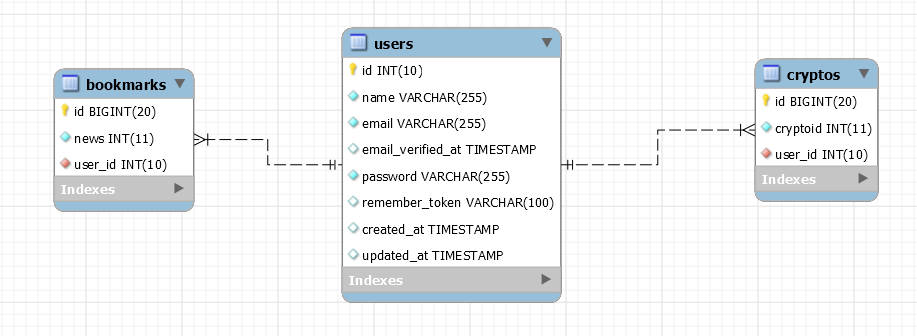 bookmarks
id BIGINT(20)
news INT(11)
user_id INT(10)
Indexes
users
id INT(10)
name VARCHAR(255)
email VARCHAR(255)
email_verified_at TIMESTAMP
password VARCHAR(255)
remember_token VARCHAR(100)
created_at TIMESTAMP
updated_at TIMESTAMP
Indexes
cryptos
id BIGINT(20)
cryptoid INT(11)
user_id INT(10)
Indexes